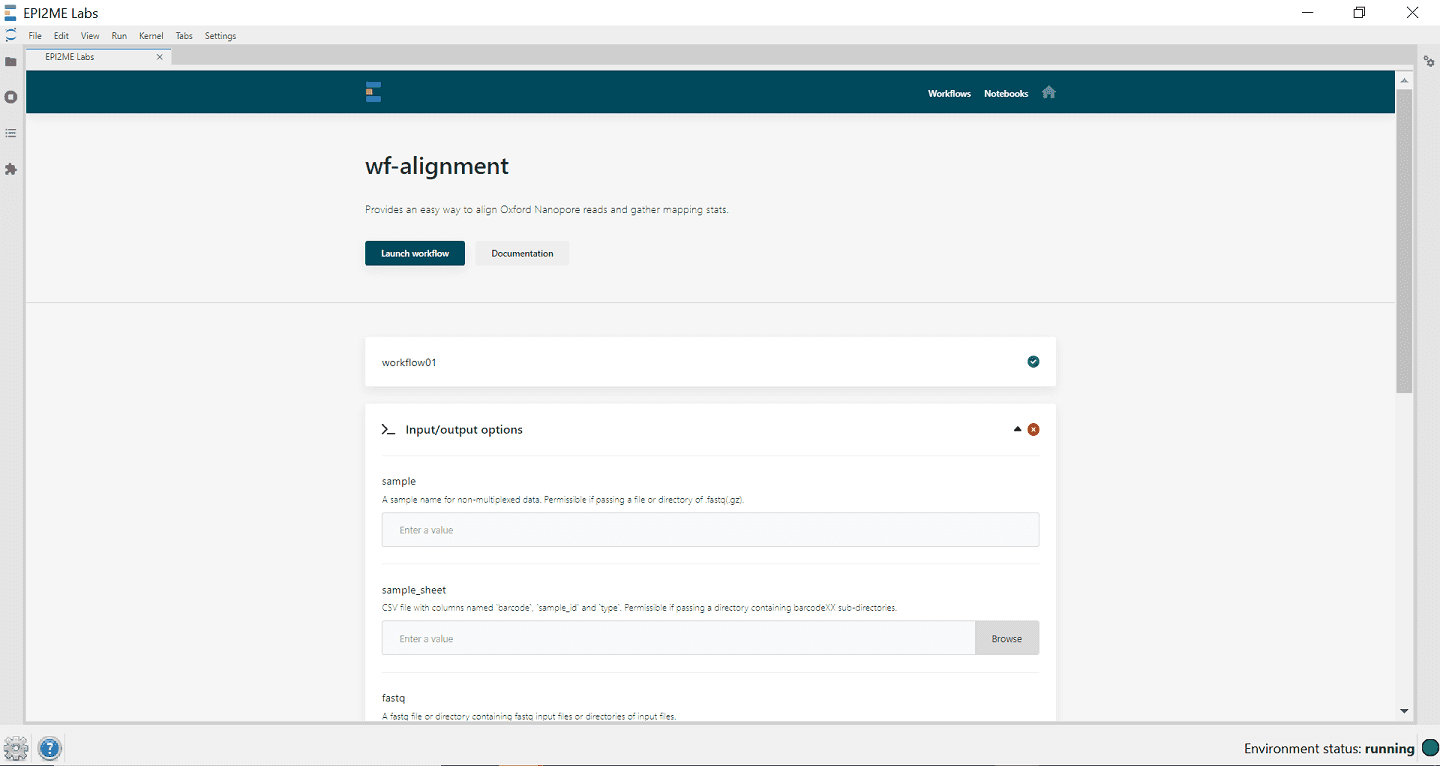 EPI2ME Labs
File Edit View Run Kernel Tabs Settings
EPI2ME Labs
Workflows Notebooks
wf-alignment
Provides an easy way to align Oxford Nanopore reads and gather mapping stats.
Launch workflow Documentation
workflow01
Input/output options
sample
A sample name for non-multiplexed data. Permissible if passing a file or directory of .fastq(.gz).
Enter a value
sample_sheet
CSV file with columns named `barcode`, `sample_id` and `type`. Permissible if passing a directory containing barcodeXX sub-directories.
Enter a value Browse
fastq
A fastq file or directory containing fastq input files or directories of input files.
Environment status: running